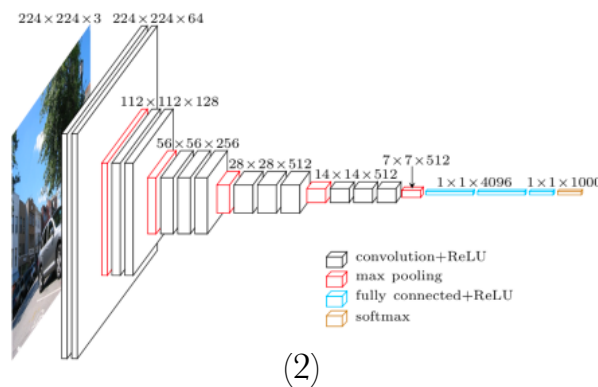 224×224×3 224×224×64
112×112×128
56×56×256
28×28×512
14×14×512
7×7×512
1×1×4096 1×1×1000
convolution+ReLU
max pooling
fully connected+ReLU
softmax
(2)